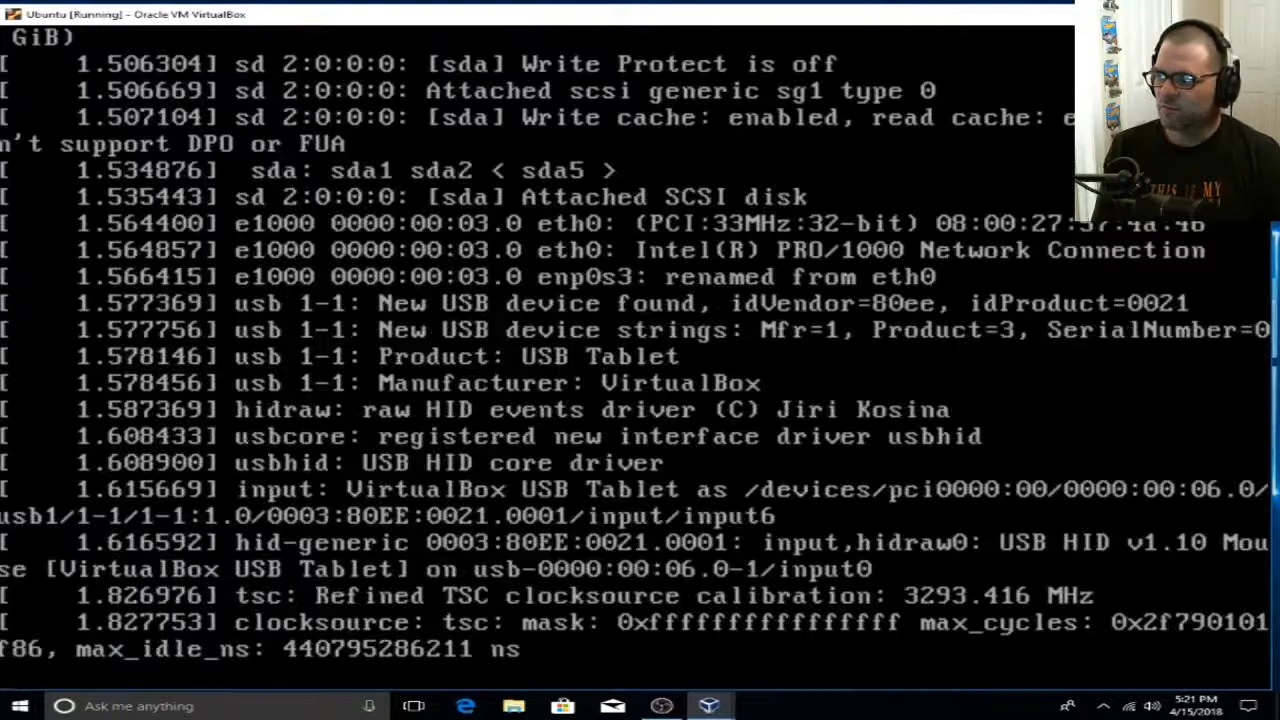 Ubuntu [Running] - Oracle VM VirtualBox
GiB)
[ 1.506304] sd 2:0:0:0: [sda] Write Protect is off
[ 1.506669] sd 2:0:0:0: Attached scsi generic sg1 type 0
[ 1.507104] sd 2:0:0:0: [sda] Write cache: enabled, read cache: e
n't support DPO or FUA
[ 1.534876] sda: sda1 sda2 < sda5 >
[ 1.535443] sd 2:0:0:0: [sda] Attached SCSI disk
[ 1.564400] e1000 0000:00:03.0 eth0: (PCI:33MHz:32-bit) 08:00:27:
[ 1.564857] e1000 0000:00:03.0 eth0: Intel(R) PRO/1000 Network Connection
[ 1.566415] e1000 0000:00:03.0 enp0s3: renamed from eth0
[ 1.577369] usb 1-1: New USB device found, idVendor=80ee, idProduct=0021
[ 1.577756] usb 1-1: New USB device strings: Mfr=1, Product=3, SerialNumber=0
[ 1.578146] usb 1-1: Product: USB Tablet
[ 1.578456] usb 1-1: Manufacturer: VirtualBox
[ 1.587369] hidraw: raw HID events driver (C) Jiri Kosina
[ 1.608433] usbcore: registered new interface driver usbhid
[ 1.608900] usbhid: USB HID core driver
[ 1.615669] input: VirtualBox USB Tablet as /devices/pci0000:00/0000:00:06.0/
usb1/1-1/1-1:1.0/0003:80EE:0021.0001/input/input6
[ 1.616592] hid-generic 0003:80EE:0021.0001: input,hidraw0: USB HID v1.10 Mou
se [VirtualBox USB Tablet] on usb-0000:00:06.0-1/input0
[ 1.826976] tsc: Refined TSC clocksource calibration: 3293.416 MHz
[ 1.827753] clocksource: tsc: mask: 0xffffffffffffffff max_cycles: 0x2f790101
f86, max_idle_ns: 440795286211 ns
THIS IS MY
Ask me anything
5:21 PM
4/15/2018